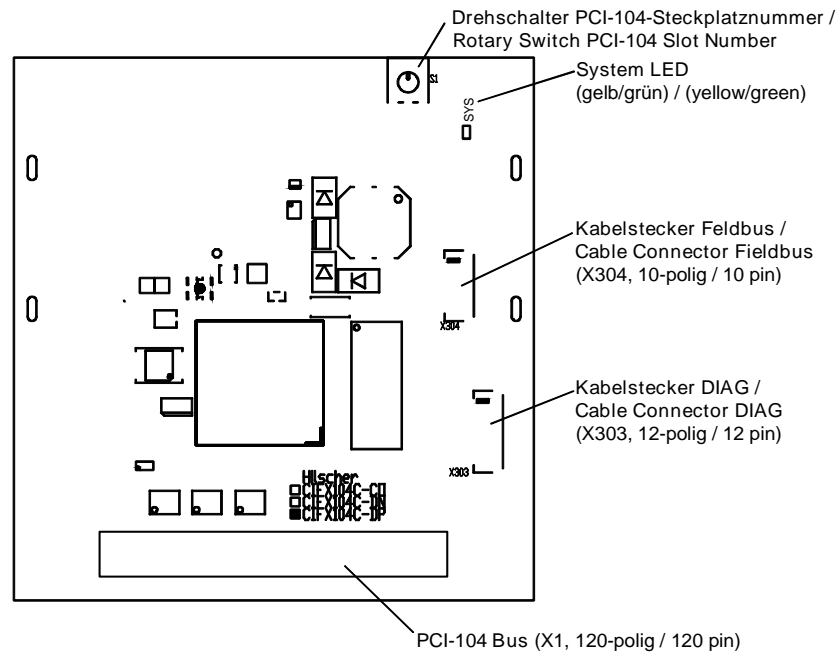 Drehschalter PCI-104-Steckplatznummer /
Rotary Switch PCI-104 Slot Number
S1
System LED
(gelb/grün) / (yellow/green)
SYS
Kabelstecker Feldbus /
Cable Connector Fieldbus
(X304, 10-polig / 10 pin)
X304
Kabelstecker DIAG /
Cable Connector DIAG
(X303, 12-polig / 12 pin)
X303
Hilscher
CIFX104C-CO
CIFX104C-DN
CIFX104C-DP
PCI-104 Bus (X1, 120-polig / 120 pin)